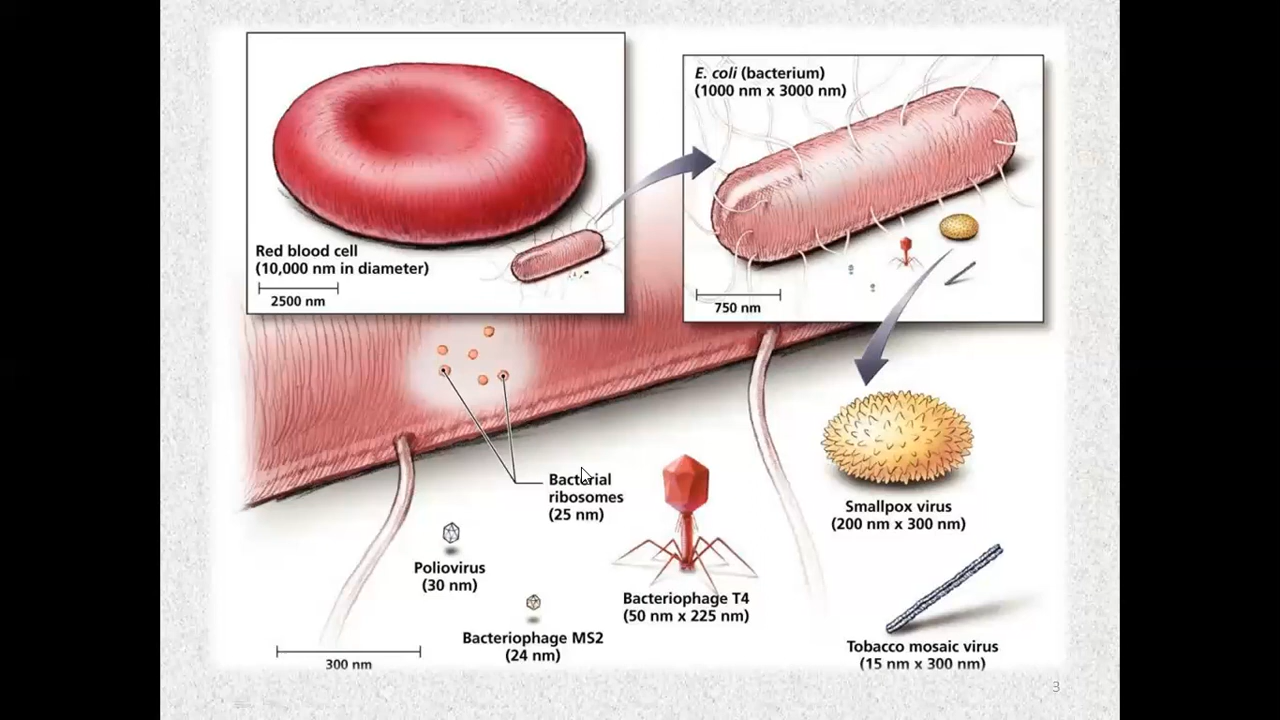 Red blood cell
(10,000 nm in diameter)
2500 nm
E. coli (bacterium)
(1000 nm x 3000 nm)
750 nm
Bacterial
ribosomes
(25 nm)
Smallpox virus
(200 nm x 300 nm)
Poliovirus
(30 nm)
Bacteriophage T4
(50 nm x 225 nm)
Bacteriophage MS2
(24 nm)
Tobacco mosaic virus
(15 nm x 300 nm)
300 nm
3